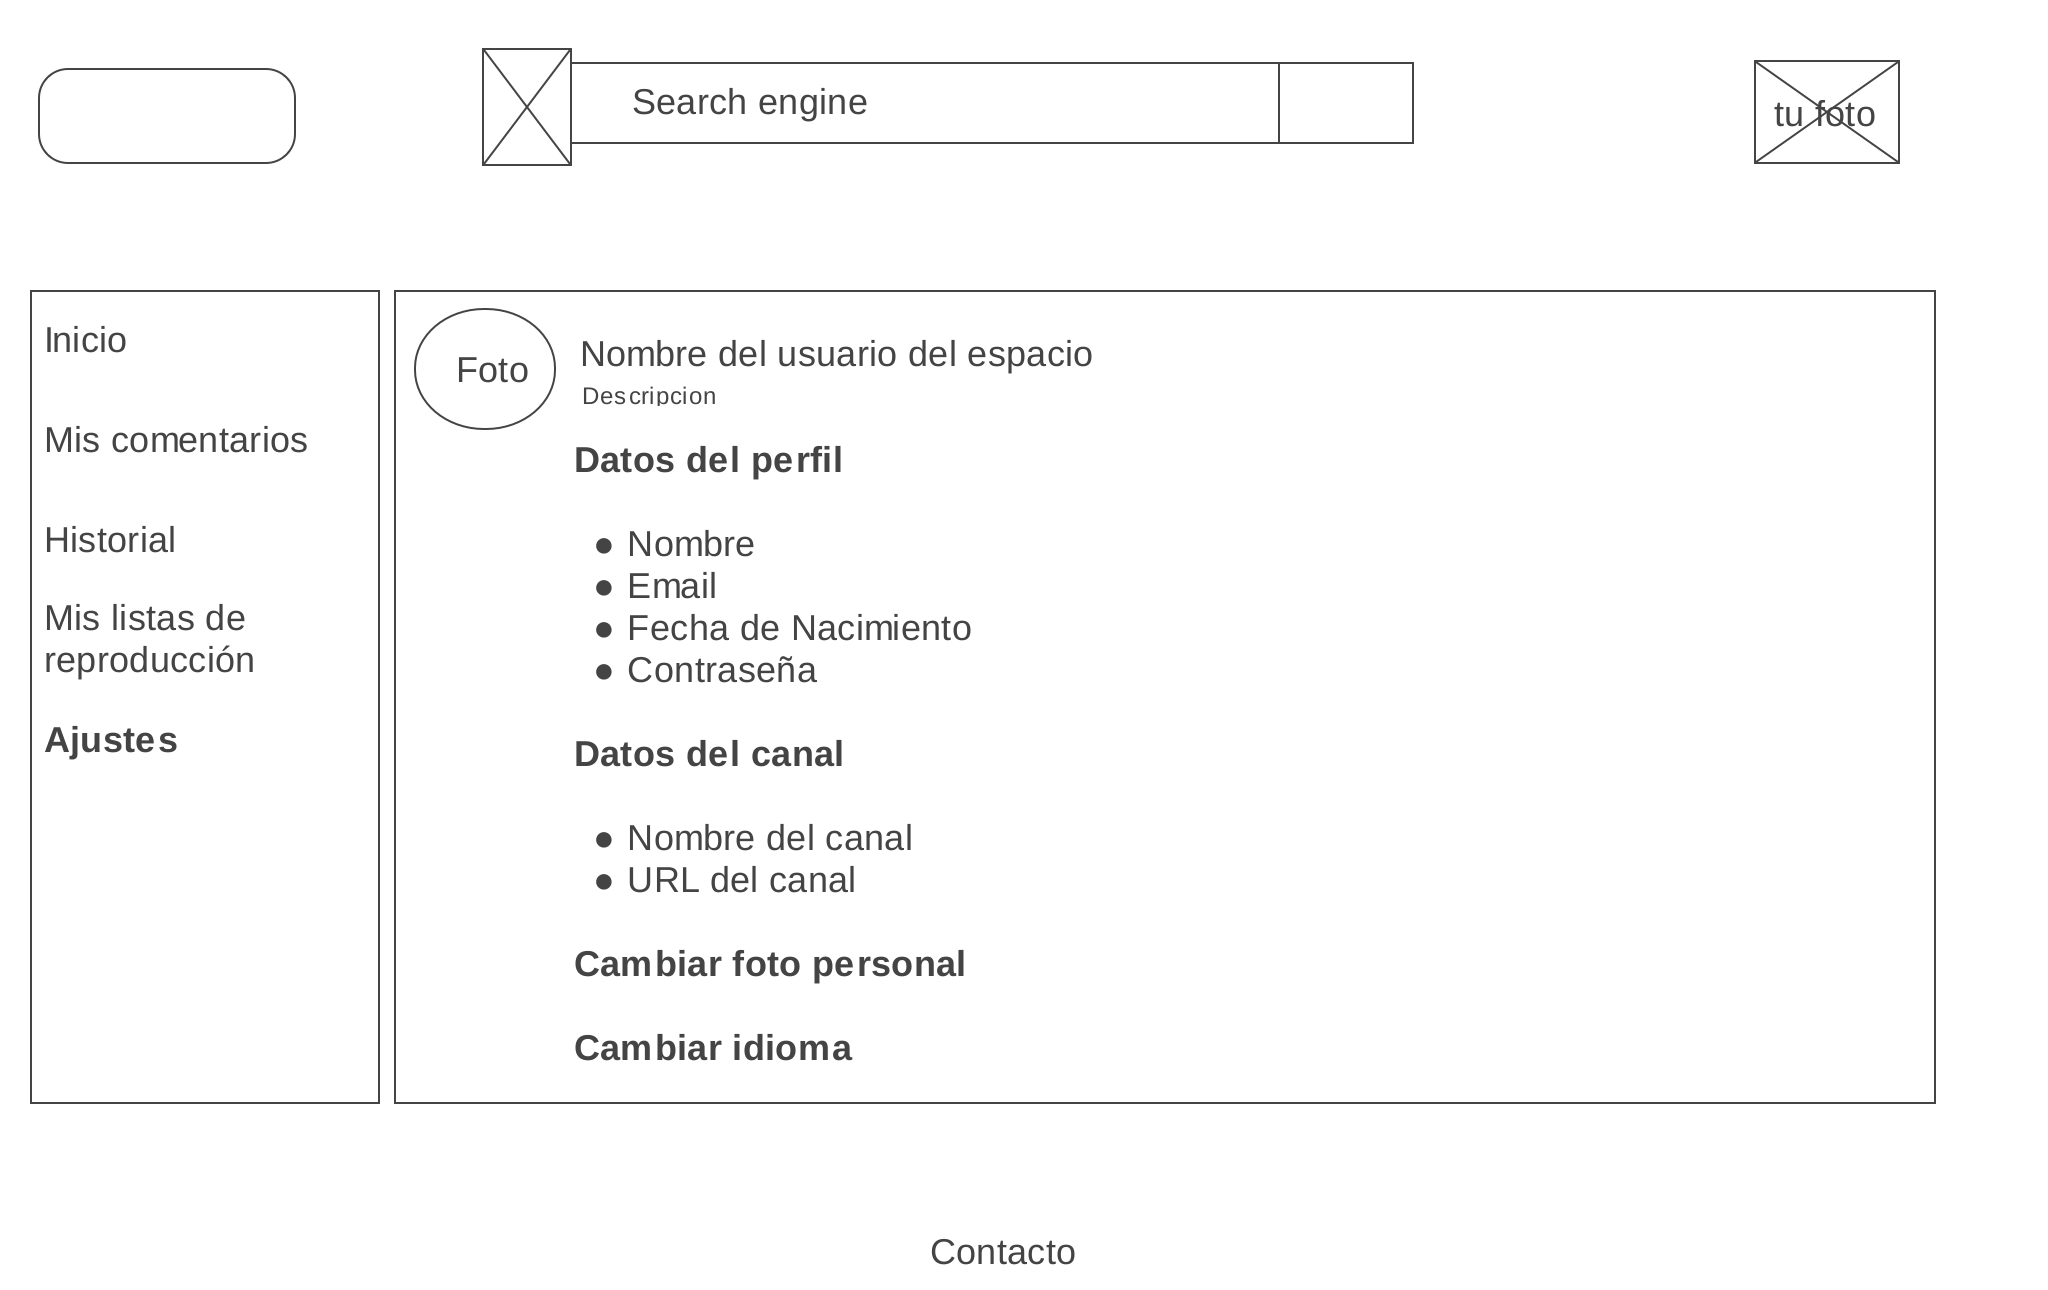 Search engine
tu foto
Inicio
Mis comentarios
Historial
Mis listas de
reproducción
Ajustes
Foto
Nombre del usuario del espacio
Descripcion
Datos del perfil
● Nombre
● Email
● Fecha de Nacimiento
● Contraseña
Datos del canal
● Nombre del canal
● URL del canal
Cambiar foto personal
Cambiar idioma
Contacto